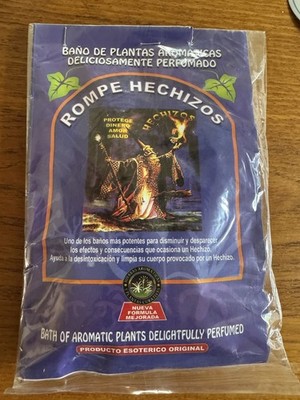 BAÑO DE PLANTAS AROMATICAS
DELICIOSAMENTE PERFUMADO
ROMPE HECHIZOS
PROTEGE
DINERO
AMOR
SALUD
HECHIZOS
Uno de los baños más potentes para disminuir y desaparecer
los efectos y consecuencias que ocasiona un Hechizo.
Ayuda a la desintoxicación y limpia su cuerpo provocado por un Hechizo.
NUEVA
FORMULA
MEJORADA
BATH OF AROMATIC PLANTS DELIGHTFULLY PERFUMED
PRODUCTO ESOTERICO ORIGINAL